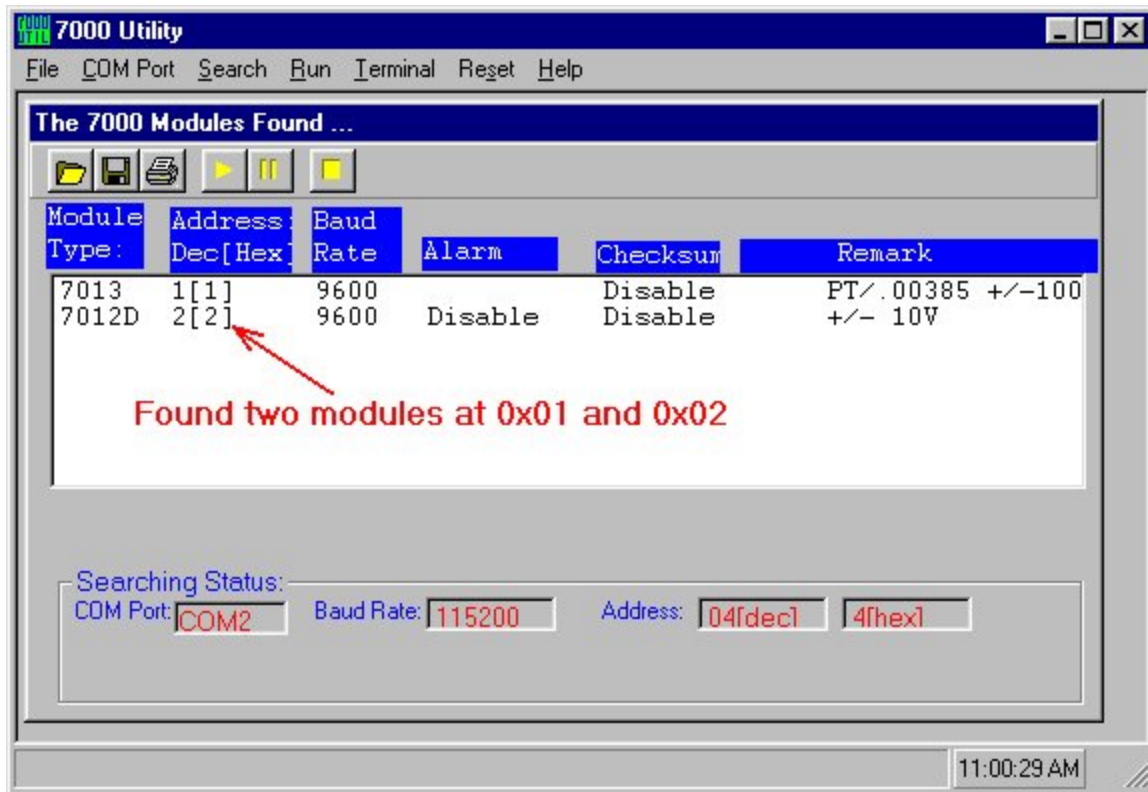 7000 UTIL
7000 Utility
File COM Port Search Run Terminal Reset Help
The 7000 Modules Found ...
Module Type: Address: Dec[Hex] Baud Rate Alarm Checksum Remark
7013 1[1] 9600 Disable PT/.00385 +/-100
7012D 2[2] 9600 Disable Disable +/- 10V
Found two modules at 0x01 and 0x02
Searching Status:
COM Port: COM2 Baud Rate: 115200 Address: 04[dec] 4[hex]
11:00:29 AM